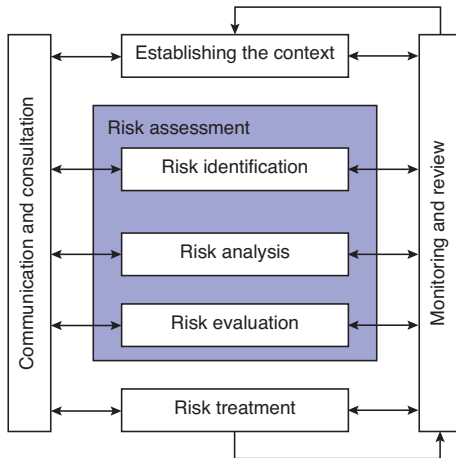 Establishing the context
Communication and consultation
Monitoring and review
Risk assessment
Risk identification
Risk analysis
Risk evaluation
Risk treatment